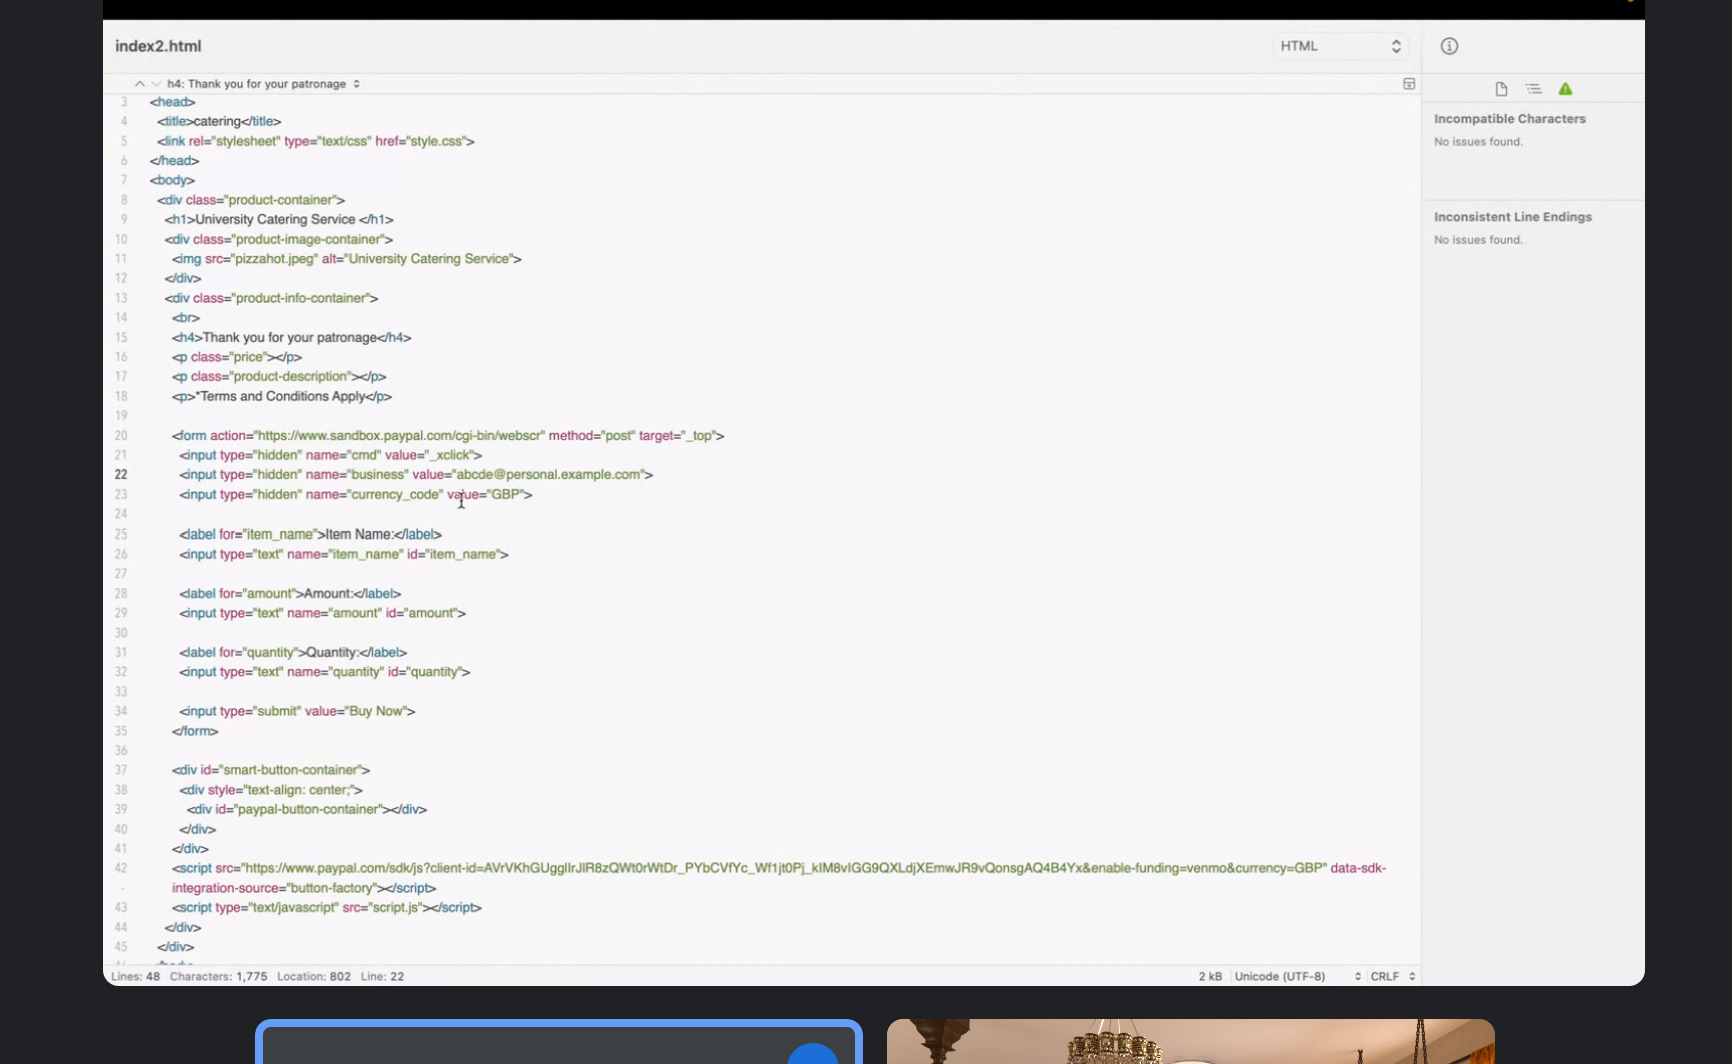 index2.html
HTML
h4: Thank you for your patronage
3 <head>
4 <title>catering</title>
5 <link rel="stylesheet" type="text/css" href="style.css">
6 </head>
7 <body>
8 <div class="product-container">
9 <h1>University Catering Service </h1>
10 <div class="product-image-container">
11 <img src="pizzahot.jpeg" alt="University Catering Service">
12 </div>
13 <div class="product-info-container">
14 <br>
15 <h4>Thank you for your patronage</h4>
16 <p class="price"></p>
17 <p class="product-description"></p>
18 <p>*Terms and Conditions Apply</p>
19
20 <form action="https://www.sandbox.paypal.com/cgi-bin/webscr" method="post" target="_top">
21 <input type="hidden" name="cmd" value="_xclick">
22 <input type="hidden" name="business" value="abcde@personal.example.com">
23 <input type="hidden" name="currency_code" value="GBP">
24
25 <label for="item_name">Item Name:</label>
26 <input type="text" name="item_name" id="item_name">
27
28 <label for="amount">Amount:</label>
29 <input type="text" name="amount" id="amount">
30
31 <label for="quantity">Quantity:</label>
32 <input type="text" name="quantity" id="quantity">
33
34 <input type="submit" value="Buy Now">
35 </form>
36
37 <div id="smart-button-container">
38 <div style="text-align: center;">
39 <div id="paypal-button-container"></div>
40 </div>
41 </div>
42 <script src="https://www.paypal.com/sdk/js?client-id=&enable-funding=venmo&currency=GBP" data-sdk-
integration-source="button-factory"></script>
43 <script type="text/javascript" src="script.js"></script>
44 </div>
45 </div>
Lines: 48 Characters: 1,775 Location: 802 Line: 22
2 kB Unicode (UTF-8) CRLF
Incompatible Characters
No issues found.
Inconsistent Line Endings
No issues found.